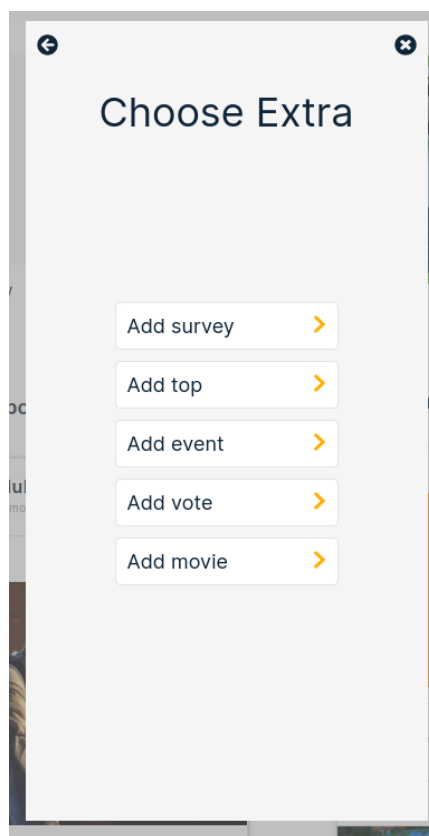 Choose Extra
Add survey
Add top
Add event
Add vote
Add movie